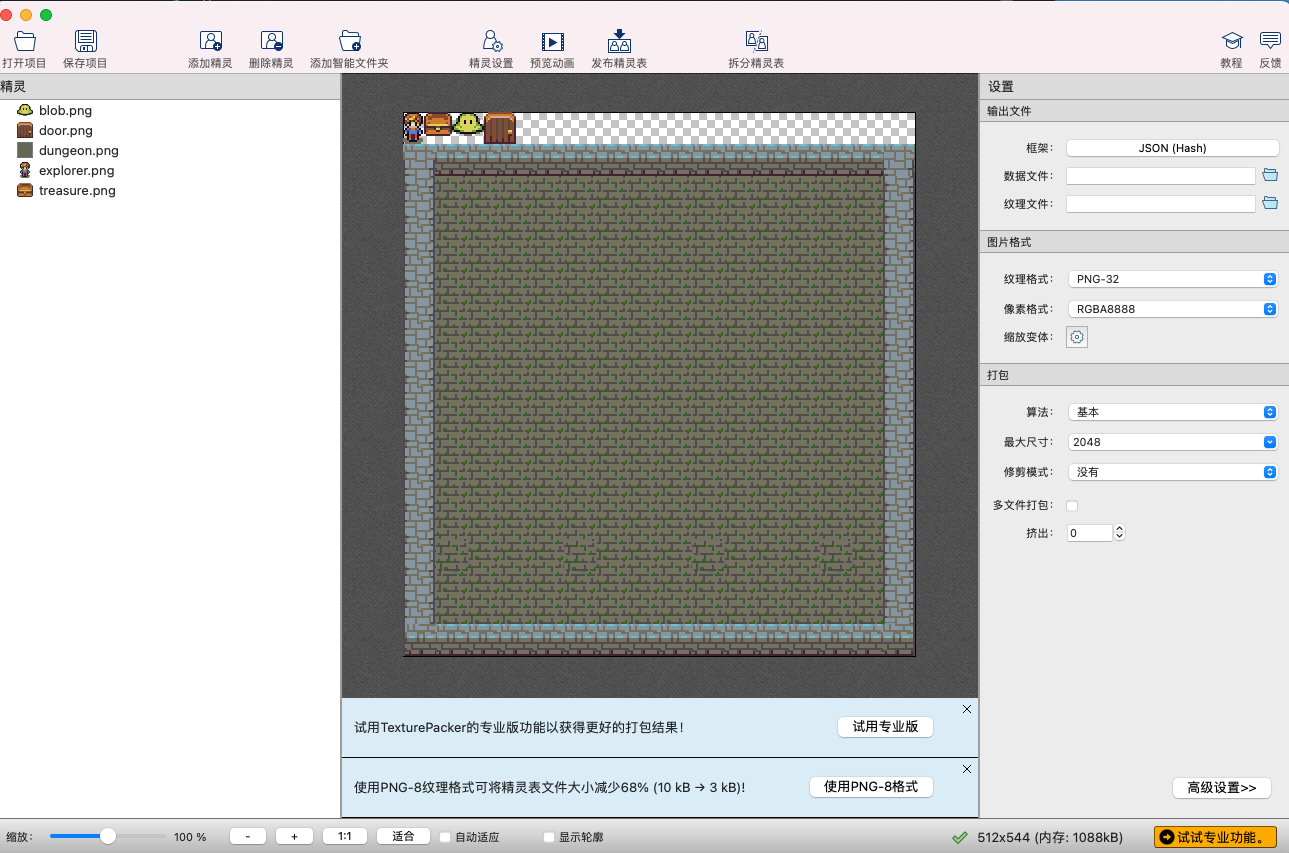 打开项目
保存项目
添加精灵
删除精灵
添加智能文件夹
精灵设置
预览动画
发布精灵表
拆分精灵表
教程
反馈
精灵
blob.png
door.png
dungeon.png
explorer.png
treasure.png
设置
输出文件
框架: JSON (Hash)
数据文件:
纹理文件:
图片格式
纹理格式: PNG-32
像素格式: RGBA8888
缩放变体:
打包
算法: 基本
最大尺寸: 2048
修剪模式: 没有
多文件打包:
挤出: 0
高级设置>>
试用TexturePacker的专业版功能以获得更好的打包结果!
试用专业版
使用PNG-8纹理格式可将精灵表文件大小减少68% (10 kB → 3 kB)!
使用PNG-8格式
缩放: 100 % - + 1:1 适合 自动适应 显示轮廓 512x544 (内存: 1088kB) 试试专业功能。